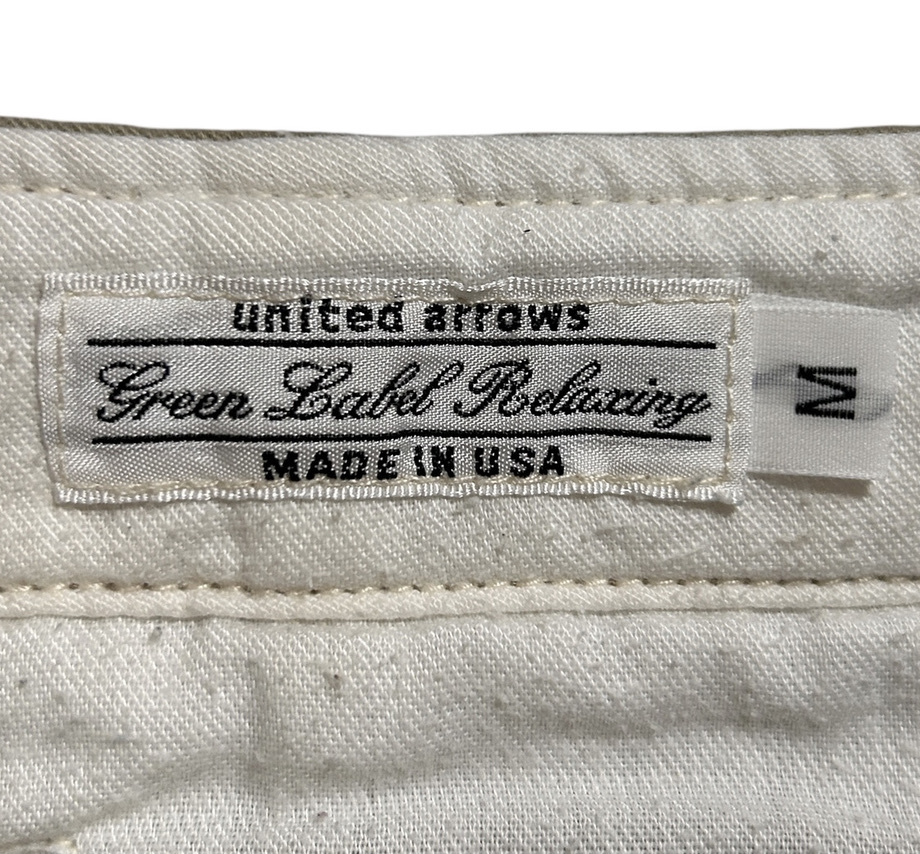 united arrows
Green Label Relaxing
MADE IN USA
M